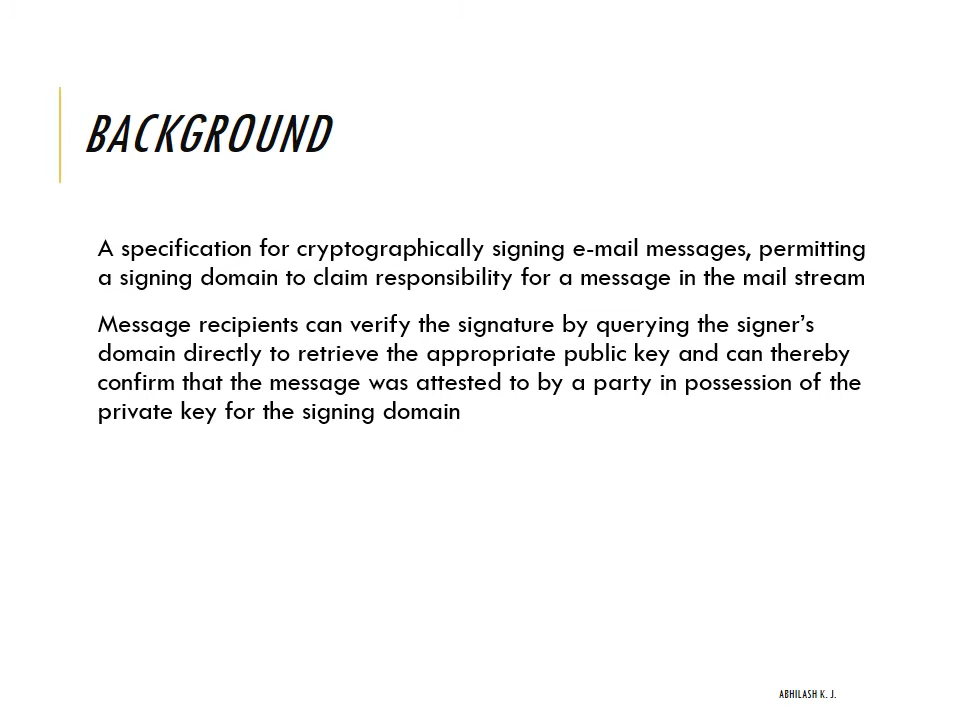 BACKGROUND
A specification for cryptographically signing e-mail messages, permitting
a signing domain to claim responsibility for a message in the mail stream
Message recipients can verify the signature by querying the signer’s
domain directly to retrieve the appropriate public key and can thereby
confirm that the message was attested to by a party in possession of the
private key for the signing domain
ABHILASH K. J.